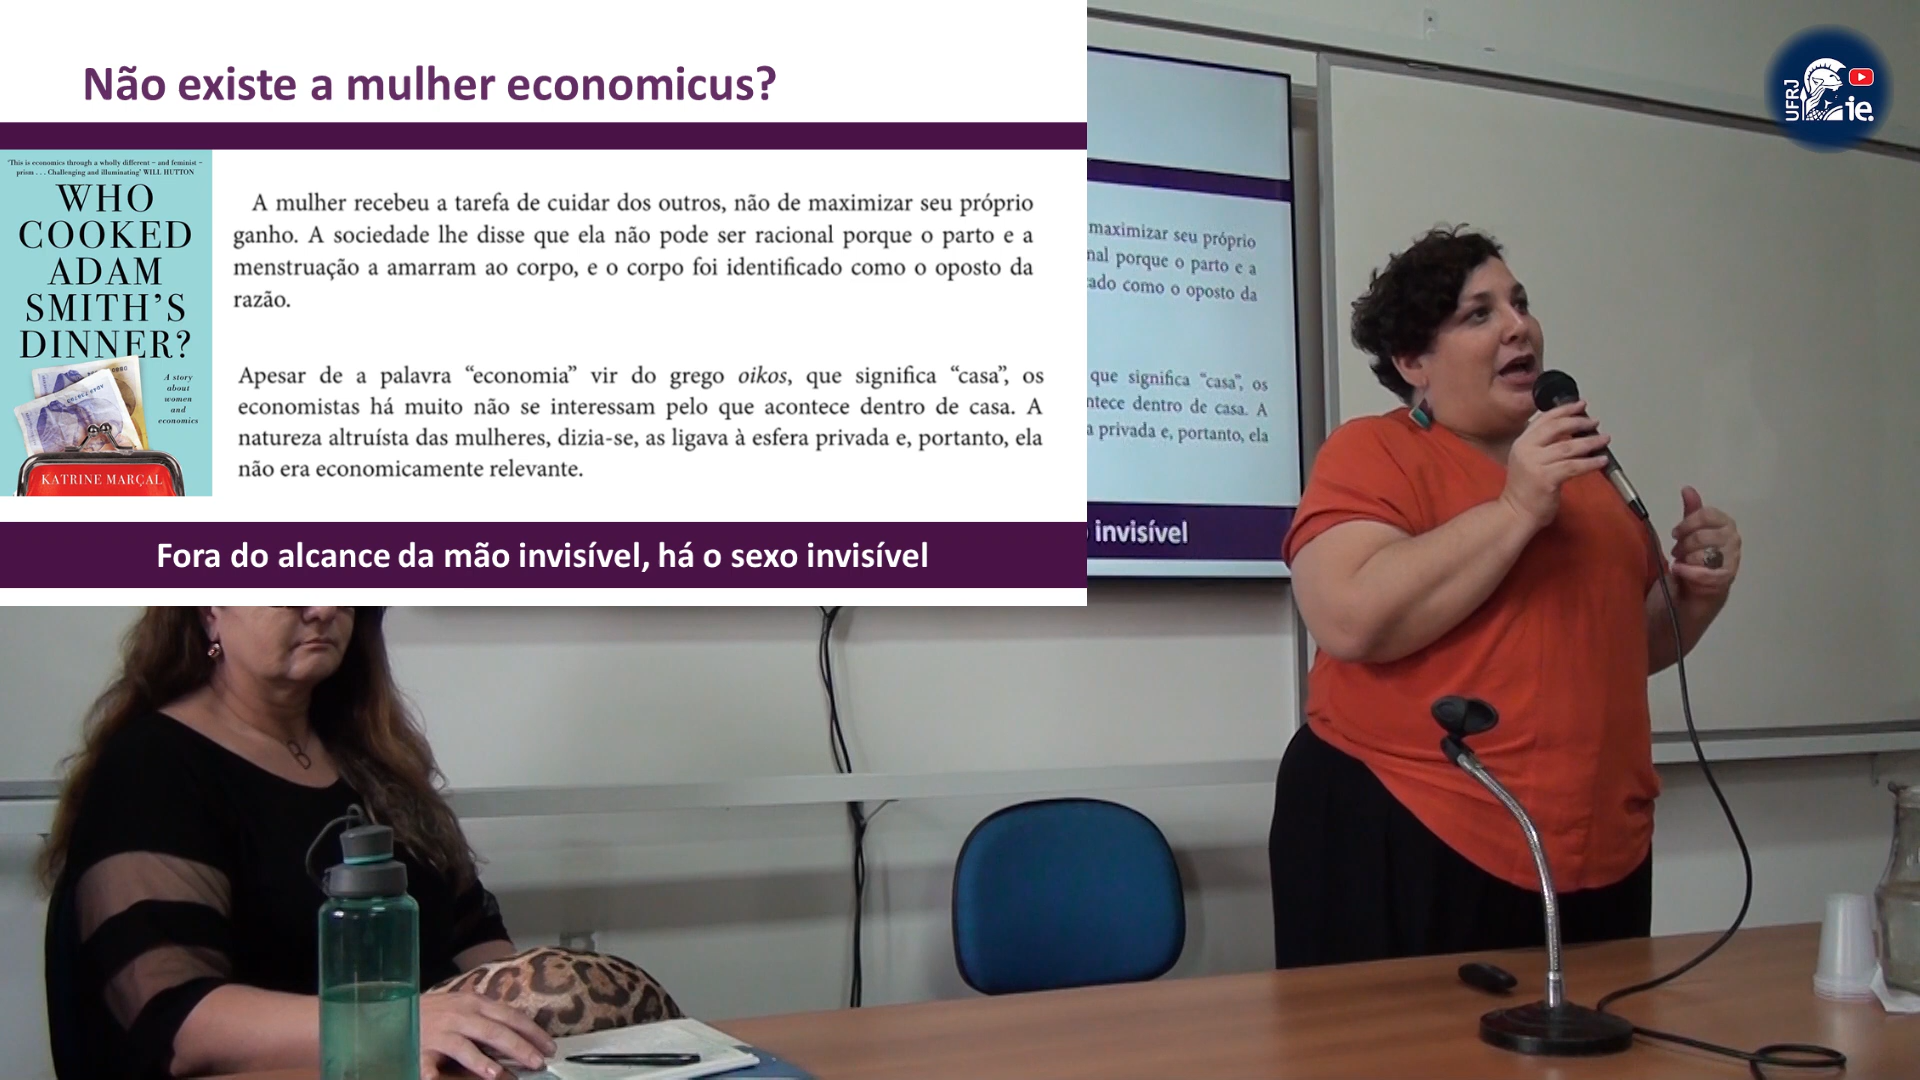 Não existe a mulher economicus?
'This is economics through a wholly different – and feminist –
prism . . . Challenging and illuminating' WILL HUTTON
WHO
COOKED
ADAM
SMITH'S
DINNER?
A story
about
women
and
economics
KATRINE MARÇAL
A mulher recebeu a tarefa de cuidar dos outros, não de maximizar seu próprio
ganho. A sociedade lhe disse que ela não pode ser racional porque o parto e a
menstruação a amarram ao corpo, e o corpo foi identificado como o oposto da
razão.
Apesar de a palavra “economia” vir do grego oikos, que significa “casa”, os
economistas há muito não se interessam pelo que acontece dentro de casa. A
natureza altruísta das mulheres, dizia-se, as ligava à esfera privada e, portanto, ela
não era economicamente relevante.
Fora do alcance da mão invisível, há o sexo invisível
maximizar seu próprio
porque o parto e a
como o oposto da
que significa “casa”, os
dentro de casa. A
privada e, portanto, ela
invisível
UFRJ
ie.